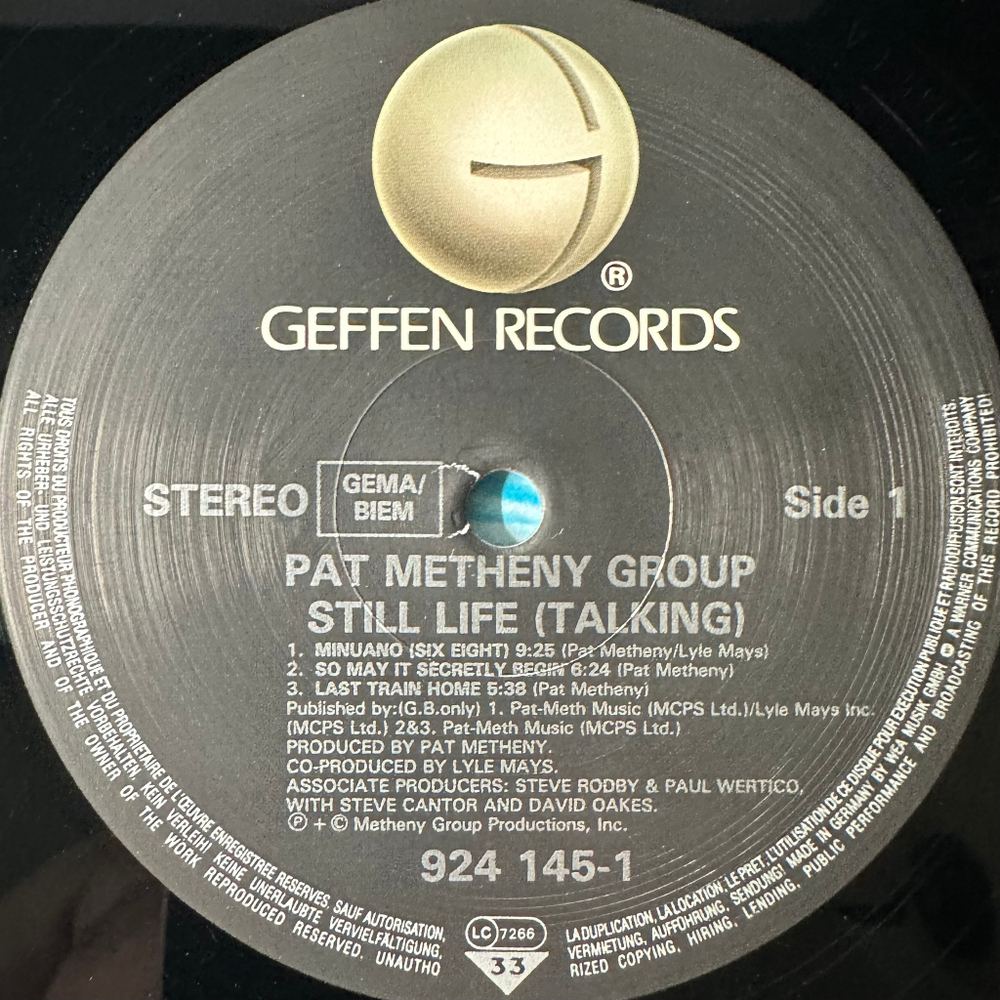 ®
GEFFEN RECORDS
STEREO
GEMA/
BIEM
Side 1
PAT METHENY GROUP
STILL LIFE (TALKING)
1. MINUANO (SIX EIGHT) 9:25 (Pat Metheny/Lyle Mays)
2. SO MAY IT SECRETLY BEGIN 6:24 (Pat Metheny)
3. LAST TRAIN HOME 5:38 (Pat Metheny)
Published by:(G.B.only) 1. Pat-Meth Music (MCPS Ltd.)/Lyle Mays Inc.
(MCPS Ltd.) 2&3. Pat-Meth Music (MCPS Ltd.)
PRODUCED BY PAT METHENY.
CO-PRODUCED BY LYLE MAYS.
ASSOCIATE PRODUCERS: STEVE RODBY & PAUL WERTICO,
WITH STEVE CANTOR AND DAVID OAKES.
℗ + © Metheny Group Productions, Inc.
924 145-1
LC 7266
33
TOUS DROITS DU PRODUCTEUR PHONOGRAPHIQUE ET DU PROPRIETAIRE DE L'ŒUVRE ENREGISTREE RESERVES. SAUF AUTORISATION,
ALLE URHEBER- UND LEISTUNGSSCHUTZRECHTE VORBEHALTEN. KEIN VERLEIH! KEINE UNERLAUBTE VERVIELFÄLTIGUNG,
ALL RIGHTS OF THE PRODUCER AND OF THE OWNER OF THE WORK REPRODUCED RESERVED. UNAUTHO
LA DUPLICATION, LA LOCATION, LE PRET, L'UTILISATION DE CE DISQUE POUR EXECUTION PUBLIQUE ET RADIODIFFUSION SONT INTERDITS.
VERMIETUNG, AUFFÜHRUNG, SENDUNG! MADE IN GERMANY BY WEA MUSIK GMBH A WARNER COMMUNICATIONS COMPANY
RIZED COPYING, HIRING, LENDING, PUBLIC PERFORMANCE AND BROADCASTING OF THIS RECORD PROHIBITED!